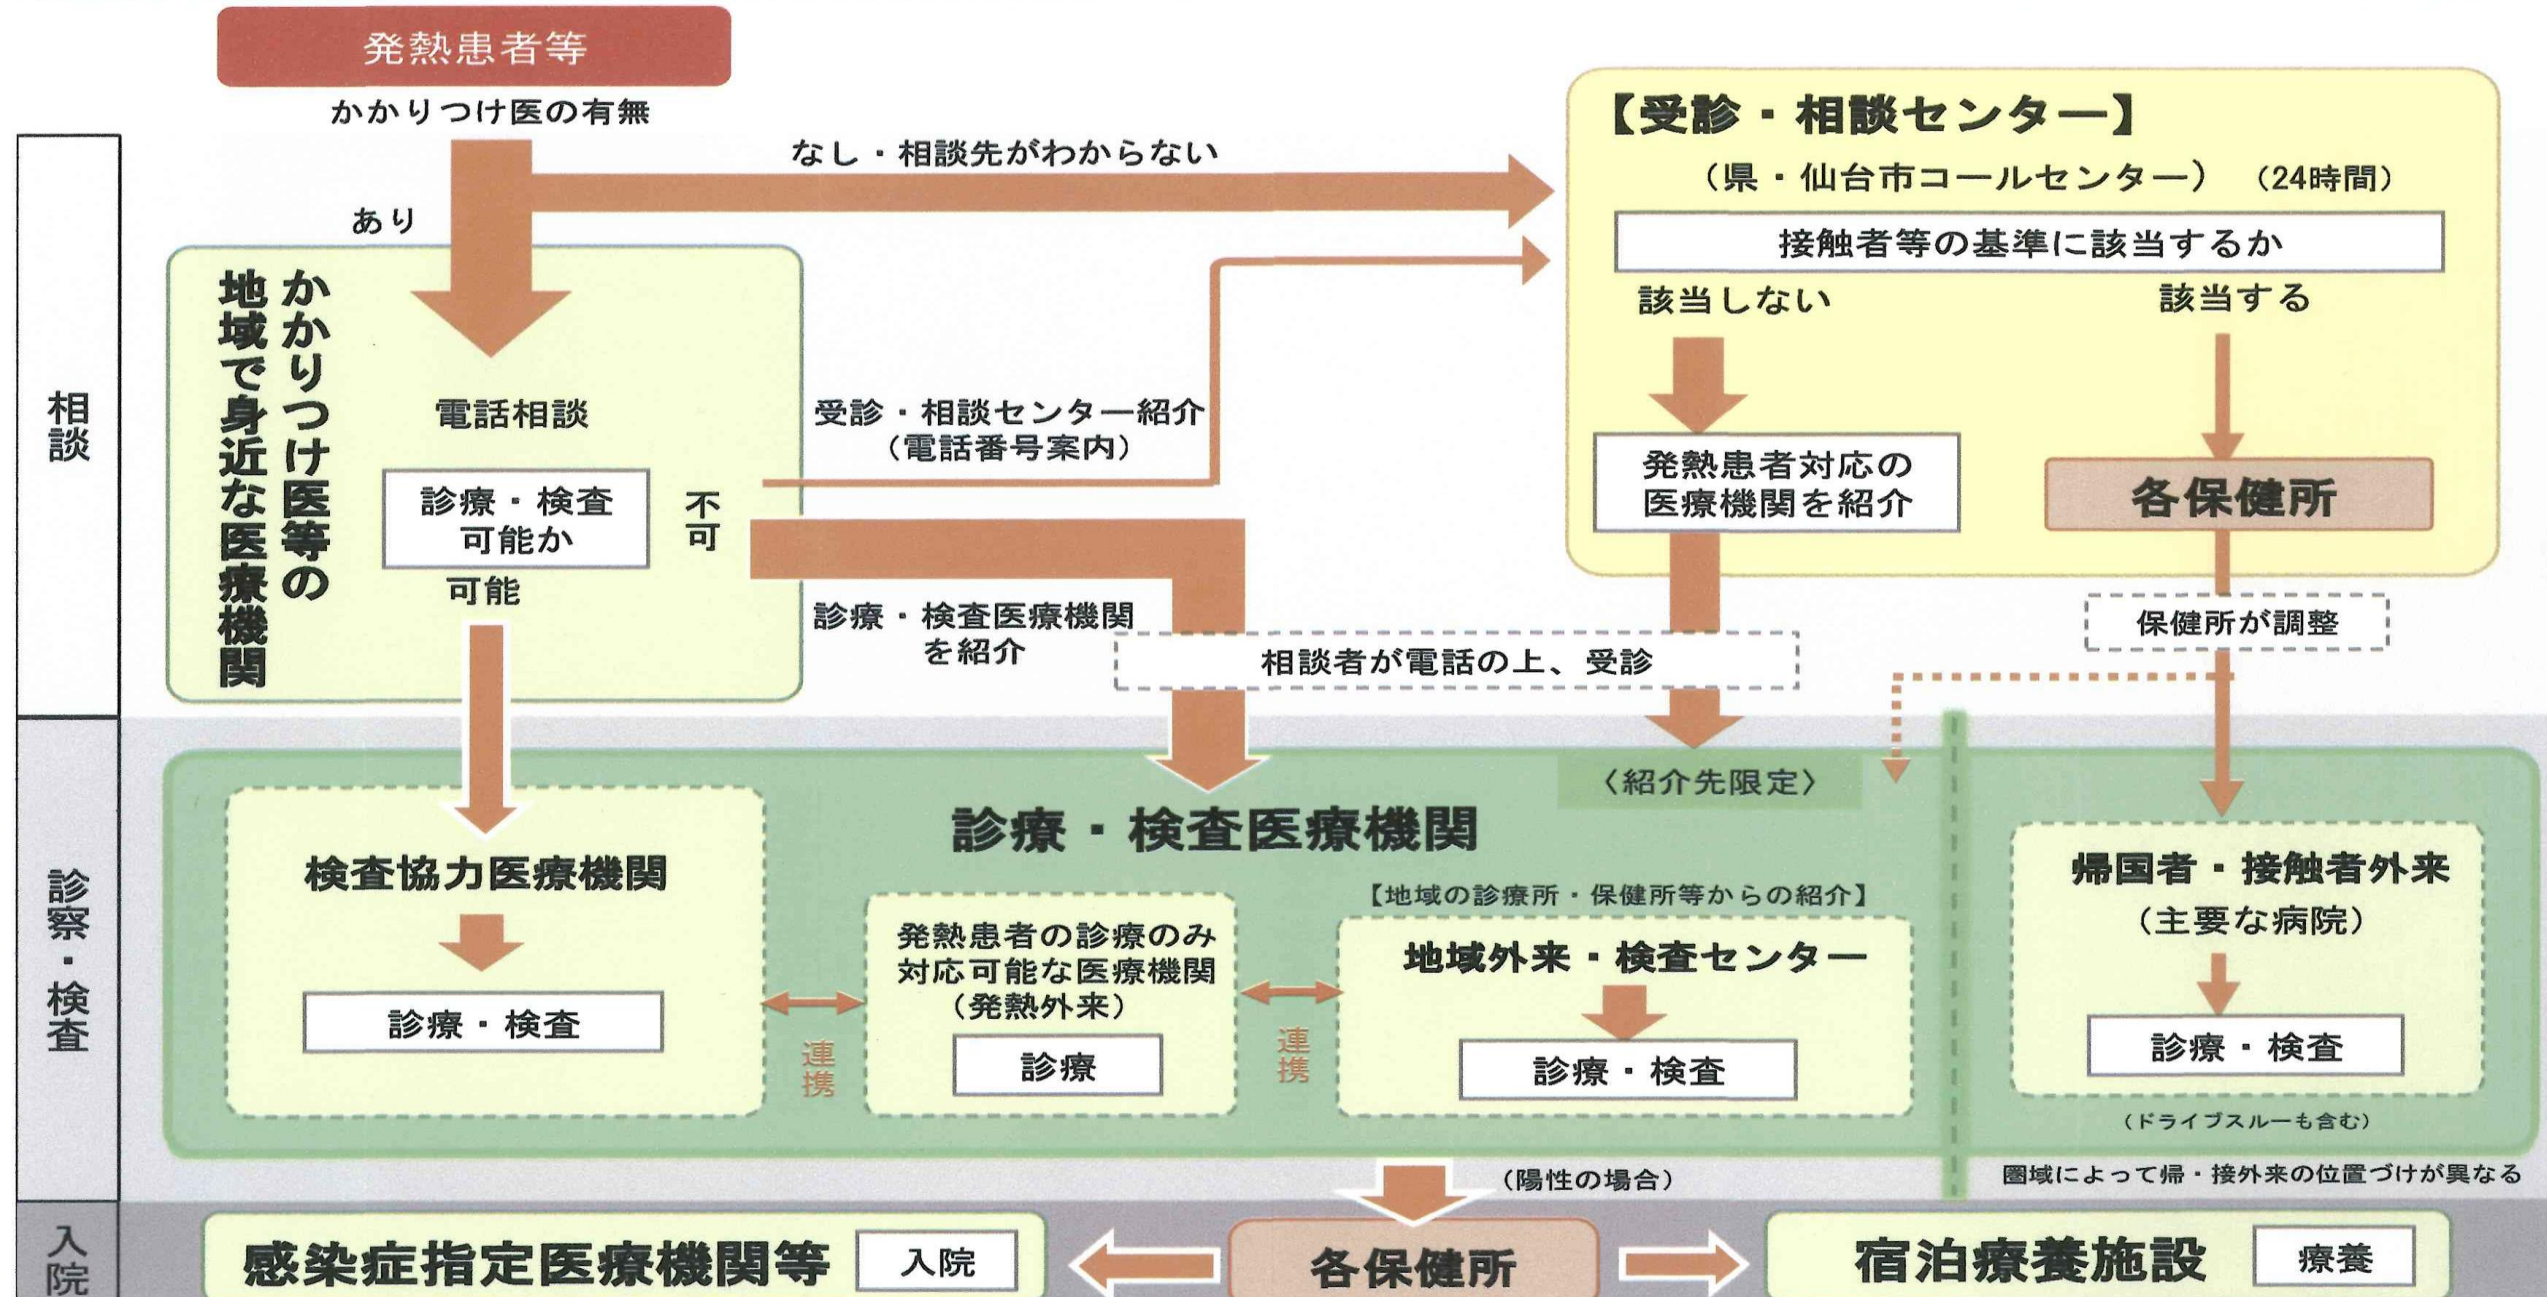 発熱患者等
かかりつけ医の有無
なし・相談先がわからない
あり
相談
かかりつけ医等の
地域で身近な医療機関
電話相談
診療・検査
可能か
不可
可能
受診・相談センター紹介
(電話番号案内)
診療・検査医療機関
を紹介
【受診・相談センター】
(県・仙台市コールセンター) (24時間)
接触者等の基準に該当するか
該当しない
該当する
発熱患者対応の
医療機関を紹介
各保健所
保健所が調整
相談者が電話の上、受診
診察・検査
〈紹介先限定〉
診療・検査医療機関
検査協力医療機関
診療・検査
連携
発熱患者の診療のみ
対応可能な医療機関
(発熱外来)
診療
連携
【地域の診療所・保健所等からの紹介】
地域外来・検査センター
診療・検査
帰国者・接触者外来
(主要な病院)
診療・検査
(ドライブスルーも含む)
(陽性の場合)
圏域によって帰・接外来の位置づけが異なる
入院
感染症指定医療機関等
入院
各保健所
宿泊療養施設
療養